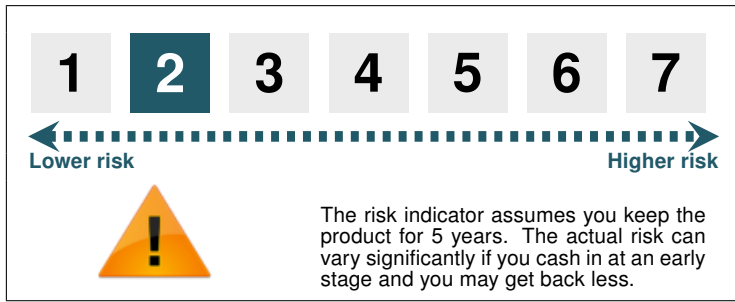 1 2 3 4 5 6 7
Lower risk Higher risk
!
The risk indicator assumes you keep the
product for 5 years. The actual risk can
vary significantly if you cash in at an early
stage and you may get back less.